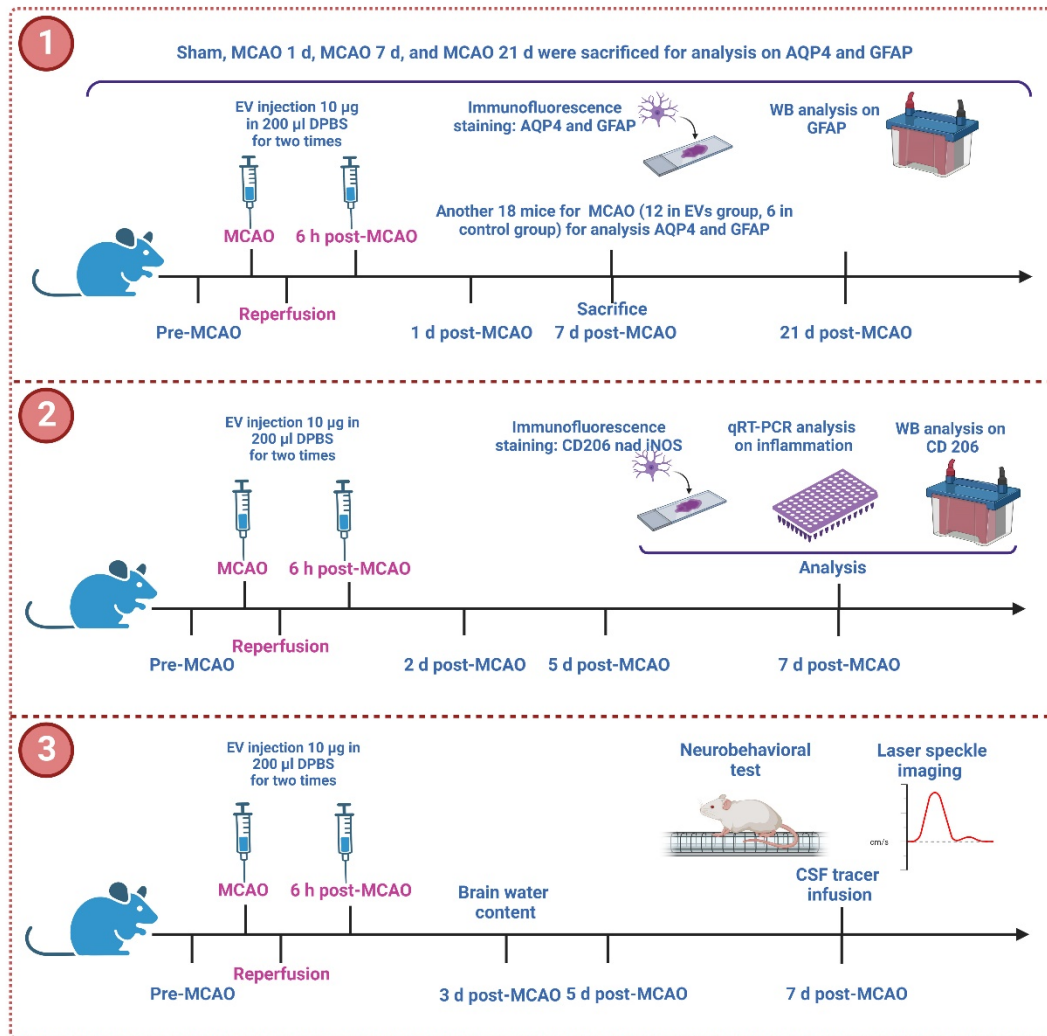 1
Sham, MCAO 1 d, MCAO 7 d, and MCAO 21 d were sacrificed for analysis on AQP4 and GFAP
EV injection 10 µg
in 200 µl DPBS
for two times
Immunofluorescence
staining: AQP4 and GFAP
WB analysis on
GFAP
Another 18 mice for MCAO (12 in EVs group, 6 in
control group) for analysis AQP4 and GFAP
MCAO
6 h post-MCAO
Reperfusion
Sacrifice
Pre-MCAO
1 d post-MCAO
7 d post-MCAO
21 d post-MCAO
2
EV injection 10 µg in
200 µl DPBS
for two times
Immunofluorescence
staining: CD206 nad iNOS
qRT-PCR analysis
on inflammation
WB analysis on
CD 206
MCAO
6 h post-MCAO
Analysis
Reperfusion
Pre-MCAO
2 d post-MCAO
5 d post-MCAO
7 d post-MCAO
3
EV injection 10 µg in
200 µl DPBS
for two times
Neurobehavioral
test
Laser speckle
imaging
cm/s
MCAO
6 h post-MCAO
Brain water
content
CSF tracer
infusion
Reperfusion
Pre-MCAO
3 d post-MCAO
5 d post-MCAO
7 d post-MCAO